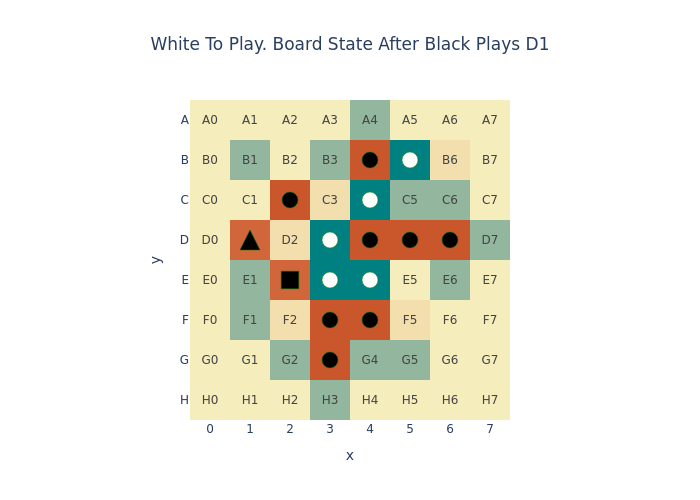 White To Play. Board State After Black Plays D1
A A0 A1 A2 A3 A4 A5 A6 A7
B B0 B1 B2 B3 B6 B7
C C0 C1 C3 C5 C6 C7
D D0 D2 D7
E E0 E1 E5 E6 E7
F F0 F1 F2 F5 F6 F7
G G0 G1 G2 G4 G5 G6 G7
H H0 H1 H2 H3 H4 H5 H6 H7
0 1 2 3 4 5 6 7
x
y